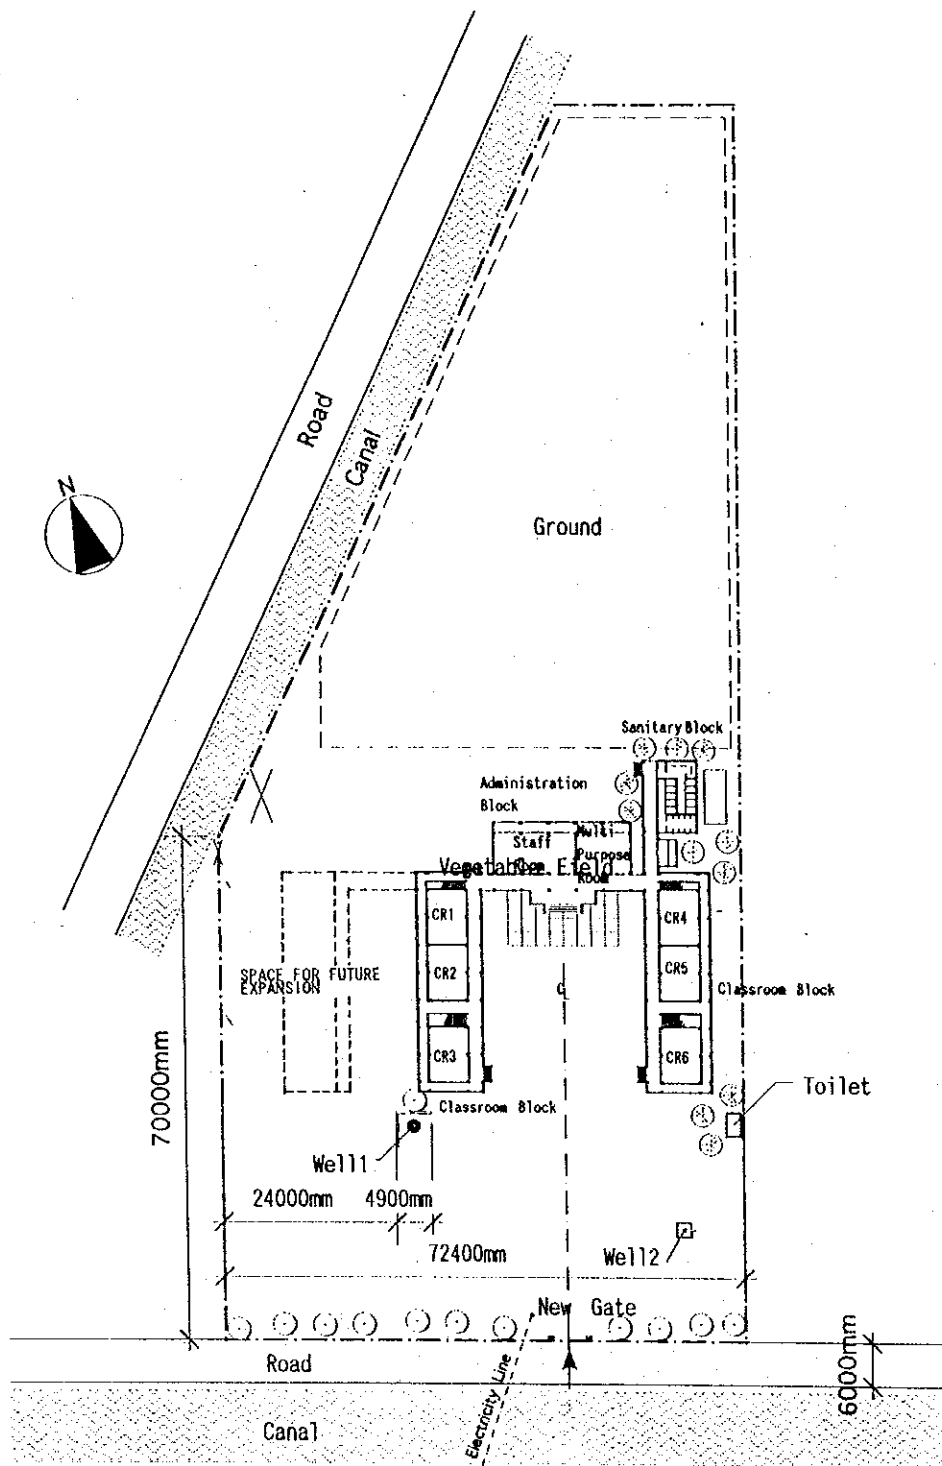 Road
Canal
N
Ground
Sanitary Block
Administration
Block
Staff
Room
Multi
Purpose
Room
Vegetable Field
CR1
CR4
CR2
CR5
SPACE FOR FUTURE
EXPANSION
CL
Classroom Block
CR3
CR6
70000mm
Toilet
Classroom Block
Well1
24000mm
4900mm
72400mm
Well2
New Gate
Road
6000mm
Electricity Line
Canal